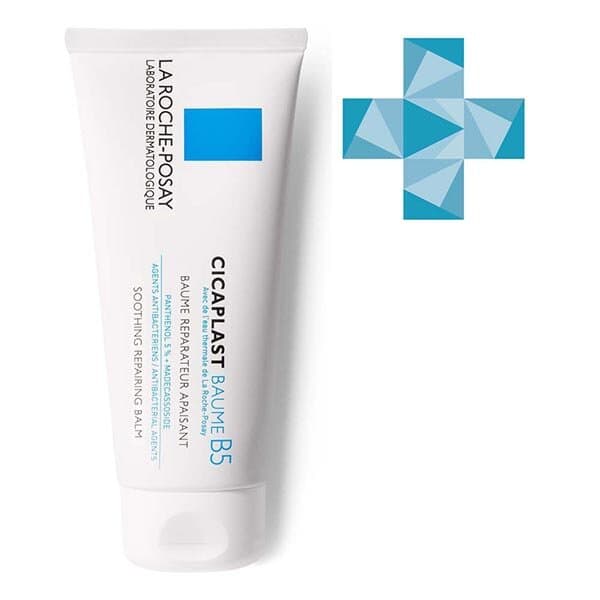 LA ROCHE-POSAY
LABORATOIRE DERMATOLOGIQUE
CICAPLAST BAUME B5
Avec de l'eau thermale de La Roche-Posay
BAUME REPARATEUR APAISANT
PANTHENOL 5% + MADECASSOSIDE
AGENTS ANTIBACTÉRIENS / ANTIBACTERIAL AGENTS
SOOTHING REPAIRING BALM